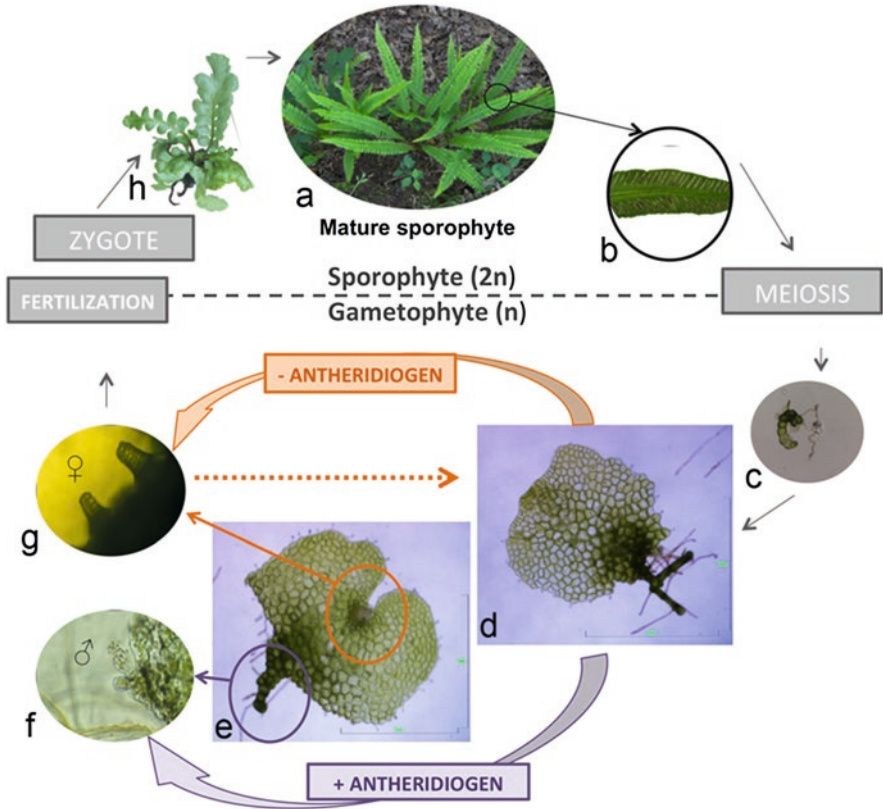 h
a
Mature sporophyte
b
ZYGOTE
FERTILIZATION
Sporophyte (2n)
Gametophyte (n)
MEIOSIS
- ANTHERIDIOGEN
c
♀
g
d
♂
f
e
+ ANTHERIDIOGEN